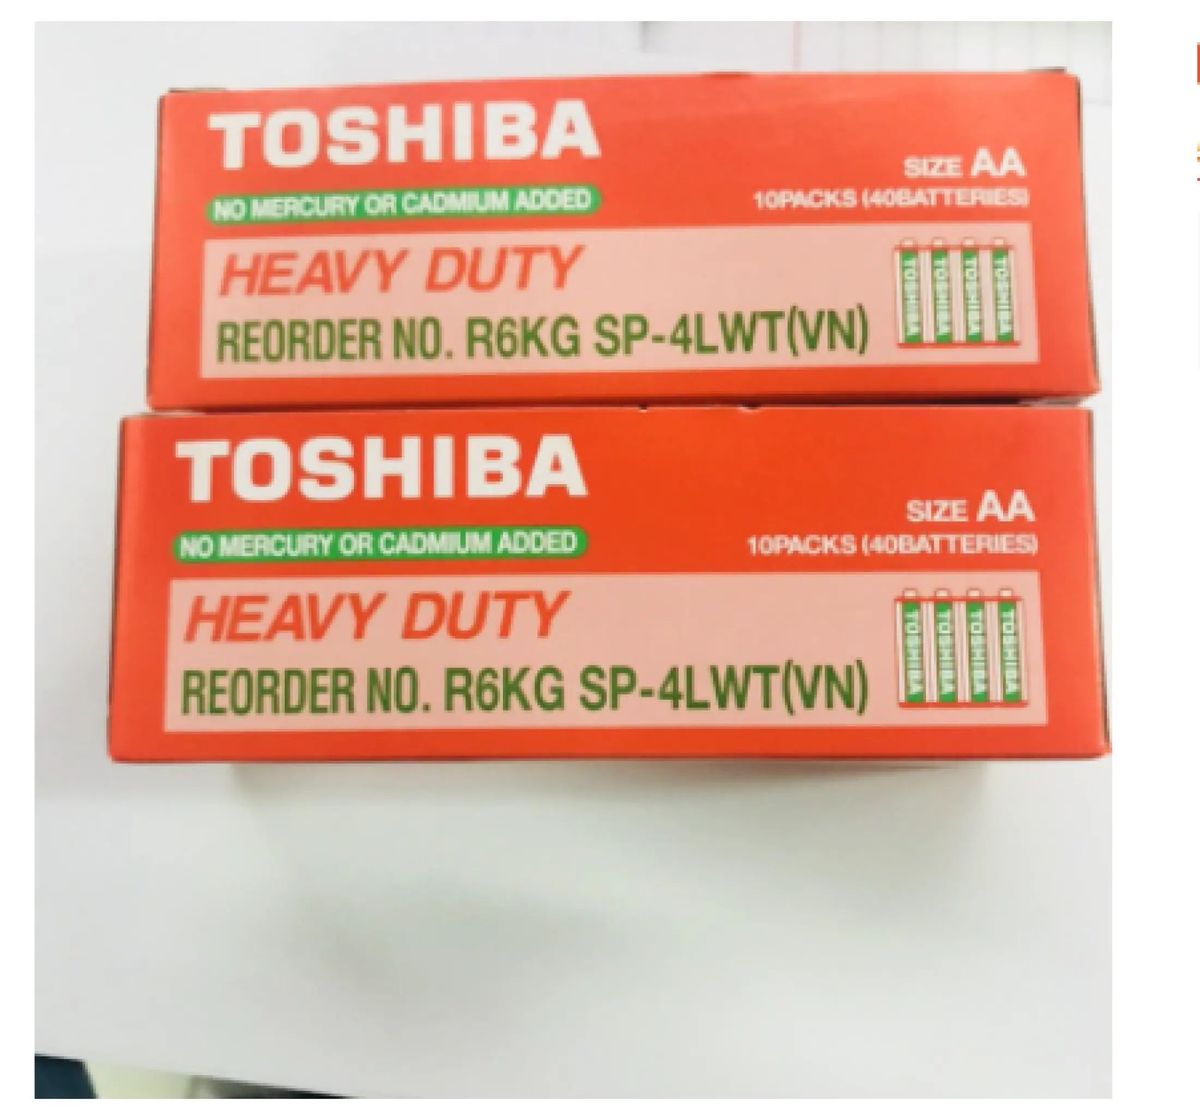 TOSHIBA
NO MERCURY OR CADMIUM ADDED
SIZE AA
10PACKS (40BATTERIES)
HEAVY DUTY
REORDER NO. R6KG SP-4LWT(VN)
TOSHIBA
TOSHIBA
TOSHIBA
TOSHIBA
TOSHIBA
NO MERCURY OR CADMIUM ADDED
SIZE AA
10PACKS (40BATTERIES)
HEAVY DUTY
REORDER NO. R6KG SP-4LWT(VN)
TOSHIBA
TOSHIBA
TOSHIBA
TOSHIBA